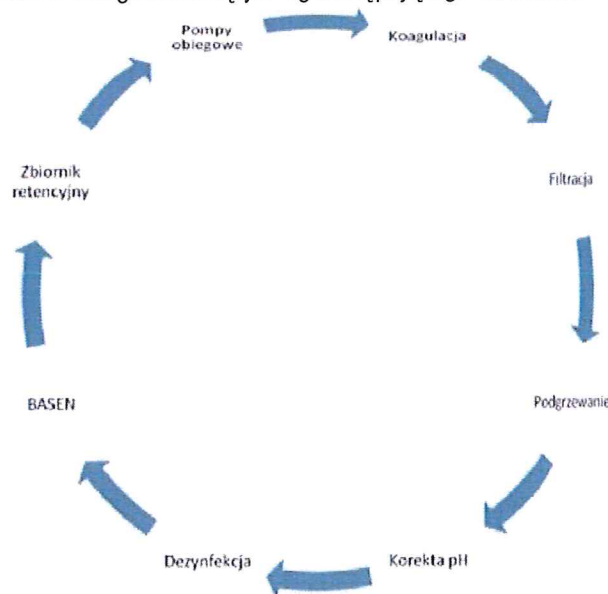 Pompy
obiegowe
Koagulacja
Filtracja
Podgrzewanie
Korekta pH
Dezynfekcja
BASEN
Zbiornik
retencyjny